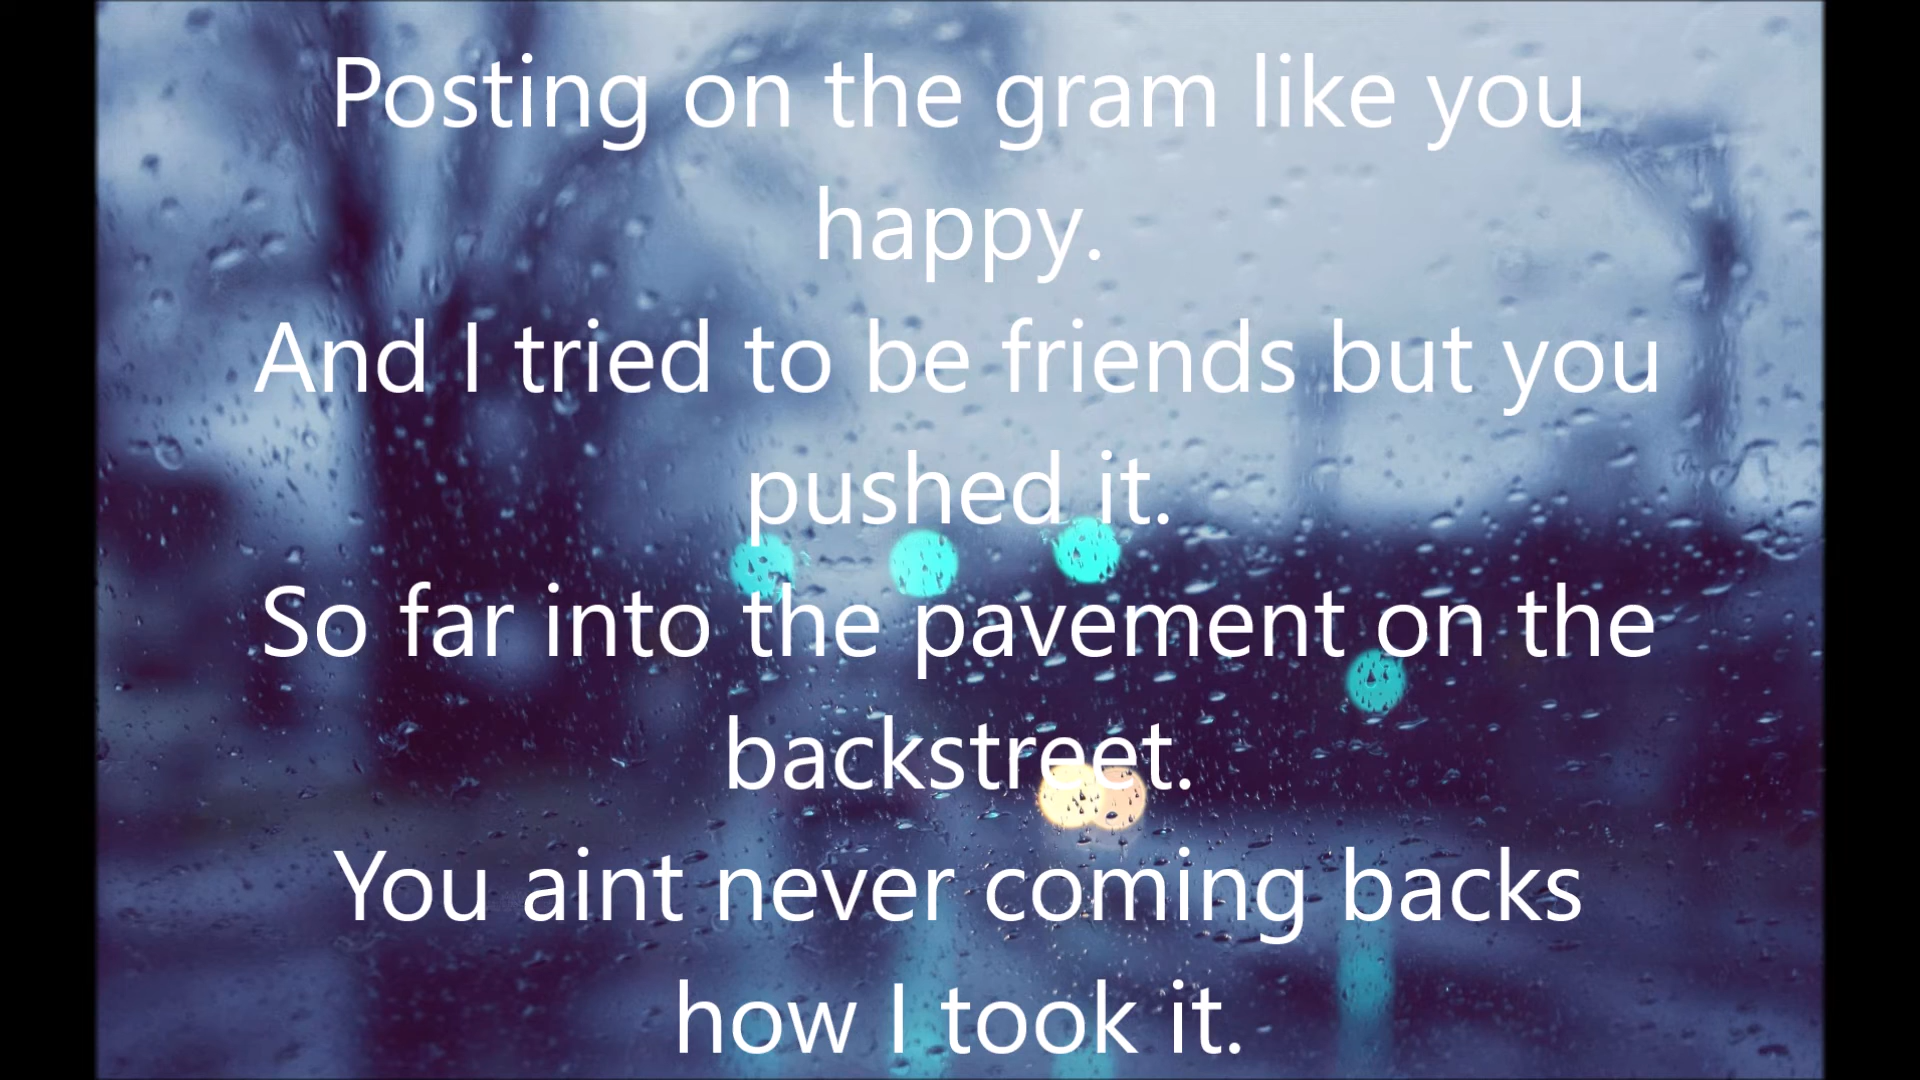 Posting on the gram like you
happy.
And I tried to be friends but you
pushed it.
So far into the pavement on the
backstreet.
You aint never coming backs
how I took it.